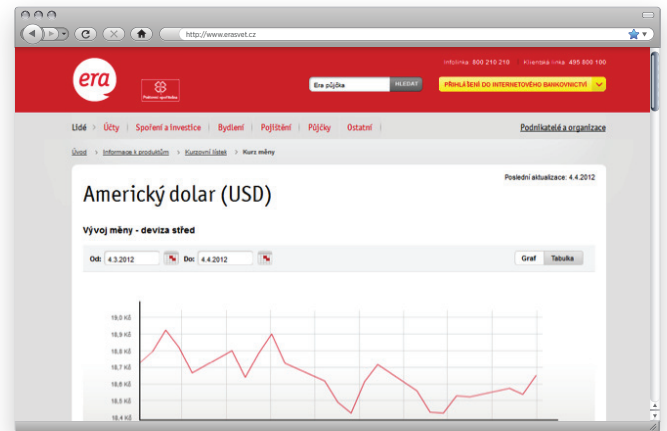 http://www.erasvet.cz
Infolinka 800 210 210 Klientská linka 495 800 100
era
Poštovní spořitelna
Era půjčka HLEDAT PŘIHLÁŠENÍ DO INTERNETOVÉHO BANKOVNICTVÍ
Lidé > Účty Spoření a Investice Bydlení Pojištění Půjčky Ostatní Podnikatelé a organizace
Úvod > Informace k produktům > Kurzovní lístek > Kurz měny
Poslední aktualizace: 4.4.2012
Americký dolar (USD)
Vývoj měny - deviza střed
Od: 4.3.2012 Do: 4.4.2012 Graf Tabulka
19,0 Kč
18,9 Kč
18,8 Kč
18,7 Kč
18,6 Kč
18,5 Kč
18,4 Kč